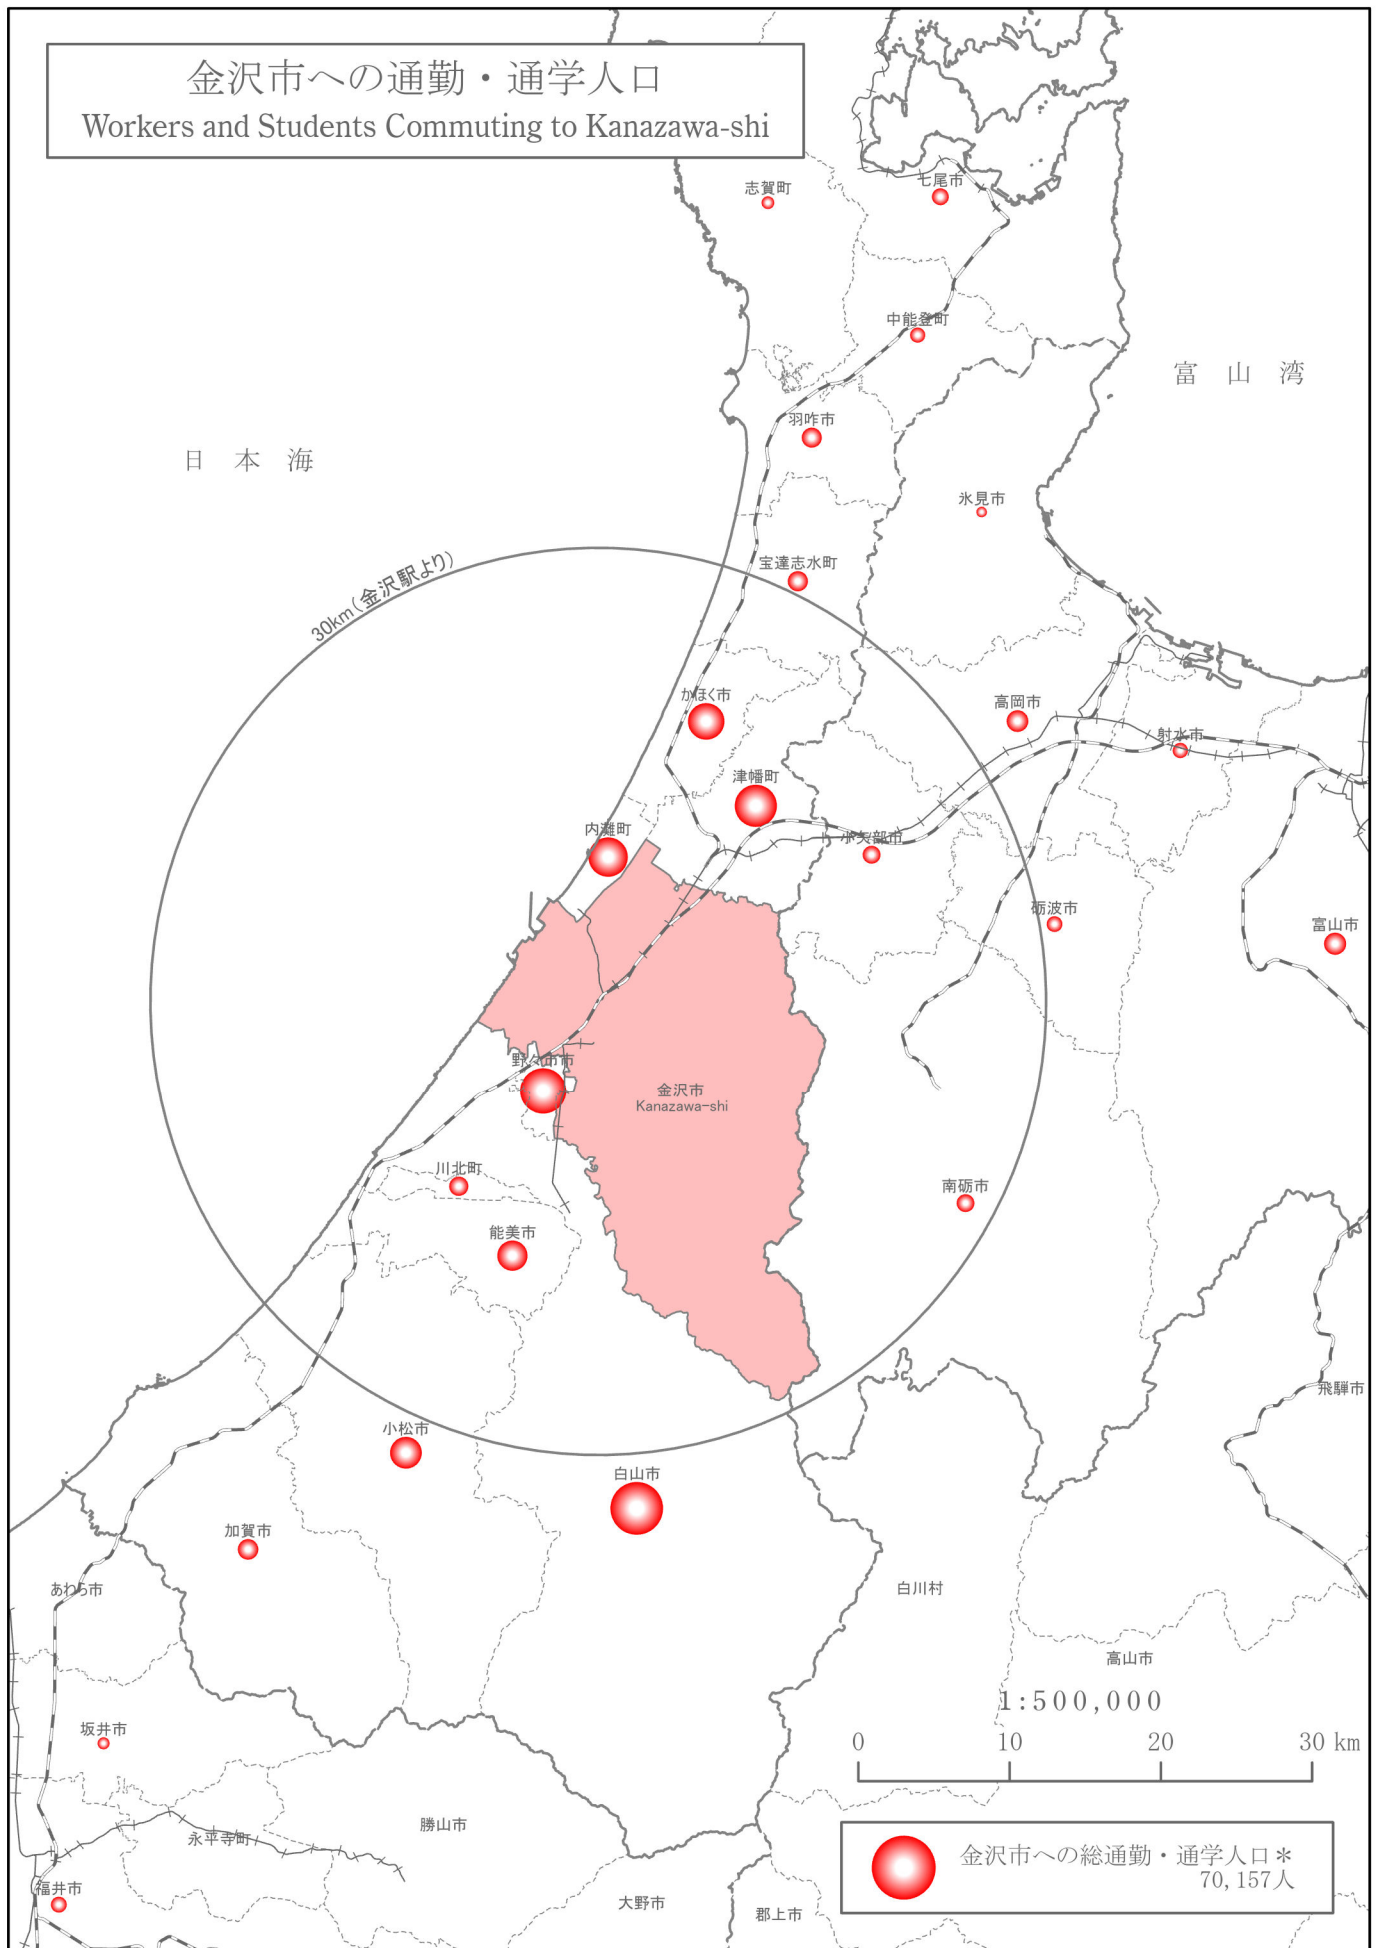 金沢市への通勤・通学人口
Workers and Students Commuting to Kanazawa-shi
志賀町
七尾市
中能登町
富山湾
羽咋市
日本海
氷見市
30km(金沢駅より)
宝達志水町
かほく市
高岡市
射水市
津幡町
内灘町
小矢部市
砺波市
富山市
野々市市
金沢市
Kanazawa-shi
川北町
南砺市
能美市
飛騨市
小松市
白山市
加賀市
あわら市
白川村
高山市
1:500,000
坂井市
0 10 20 30 km
勝山市
永平寺町
金沢市への総通勤・通学人口*
70,157人
福井市
大野市
郡上市